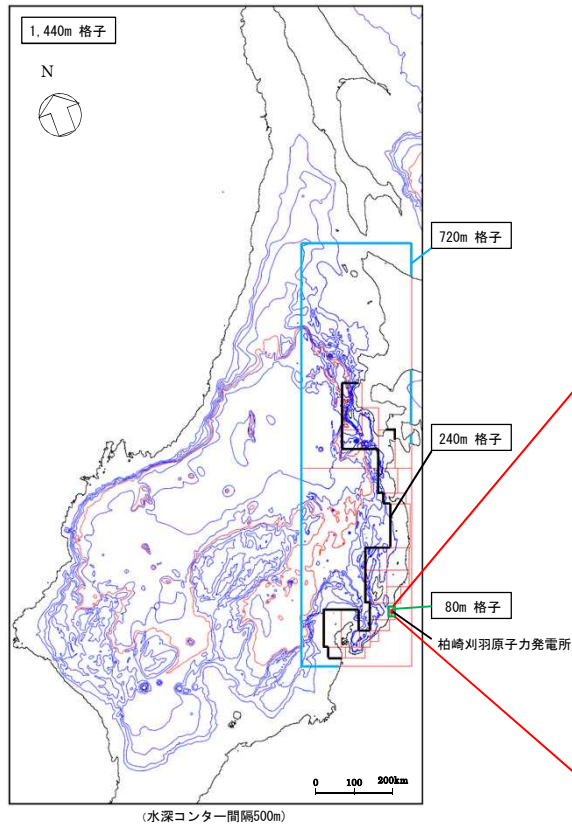 1,440m 格子
N
720m 格子
240m 格子
80m 格子
柏崎刈羽原子力発電所
0 100 200km
(水深コンター間隔500m)